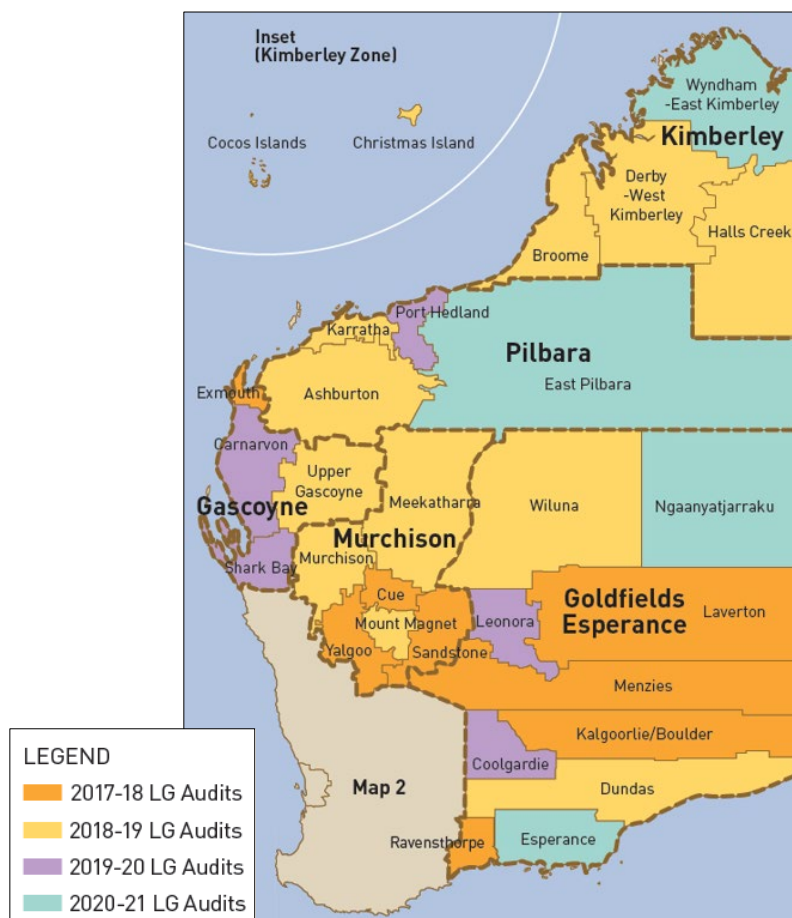 Inset
(Kimberley Zone)
Cocos Islands
Christmas Island
Wyndham
-East Kimberley
Kimberley
Derby
-West
Kimberley
Halls Creek
Broome
Port Hedland
Karratha
Pilbara
East Pilbara
Exmouth
Ashburton
Carnarvon
Upper
Gascoyne
Meekatharra
Wiluna
Ngaanyatjarraku
Gascoyne
Murchison
Murchison
Shark Bay
Cue
Mount Magnet
Yalgoo
Sandstone
Leonora
Goldfields
Esperance
Laverton
Menzies
Kalgoorlie/Boulder
Coolgardie
Dundas
Map 2
Ravensthorpe
Esperance
LEGEND
2017-18 LG Audits
2018-19 LG Audits
2019-20 LG Audits
2020-21 LG Audits